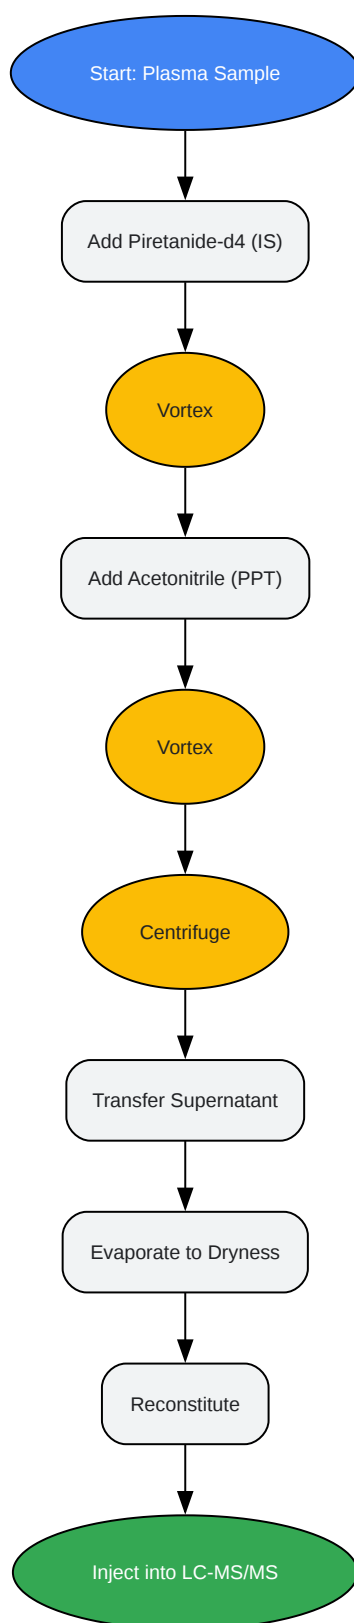 Start: Plasma Sample
Add Piretanide-d4 (IS)
Vortex
Add Acetonitrile (PPT)
Vortex
Centrifuge
Transfer Supernatant
Evaporate to Dryness
Reconstitute
Inject into LC-MS/MS